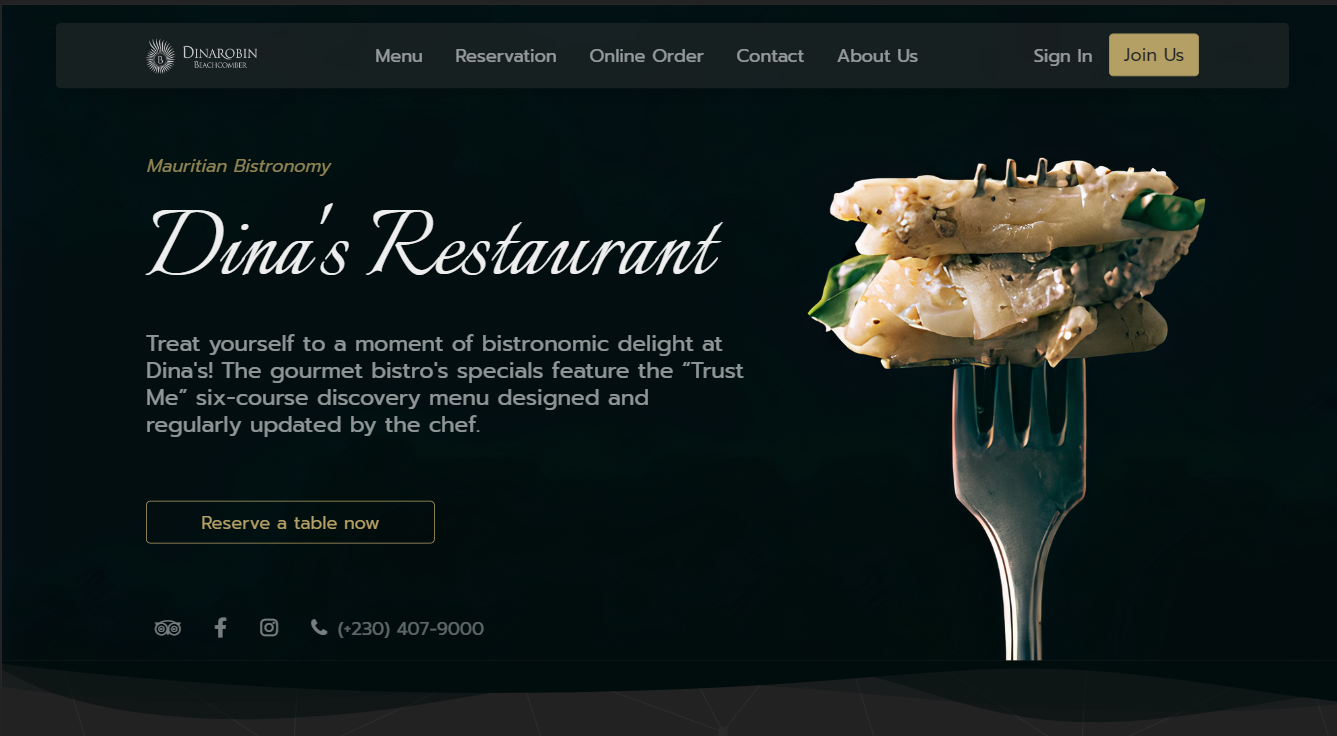 DINAROBIN
BEACHCOMBER
Menu
Reservation
Online Order
Contact
About Us
Sign In
Join Us
Mauritian Bistronomy
Dina's Restaurant
Treat yourself to a moment of bistronomic delight at
Dina's! The gourmet bistro's specials feature the “Trust
Me” six-course discovery menu designed and
regularly updated by the chef.
Reserve a table now
(+230) 407-9000